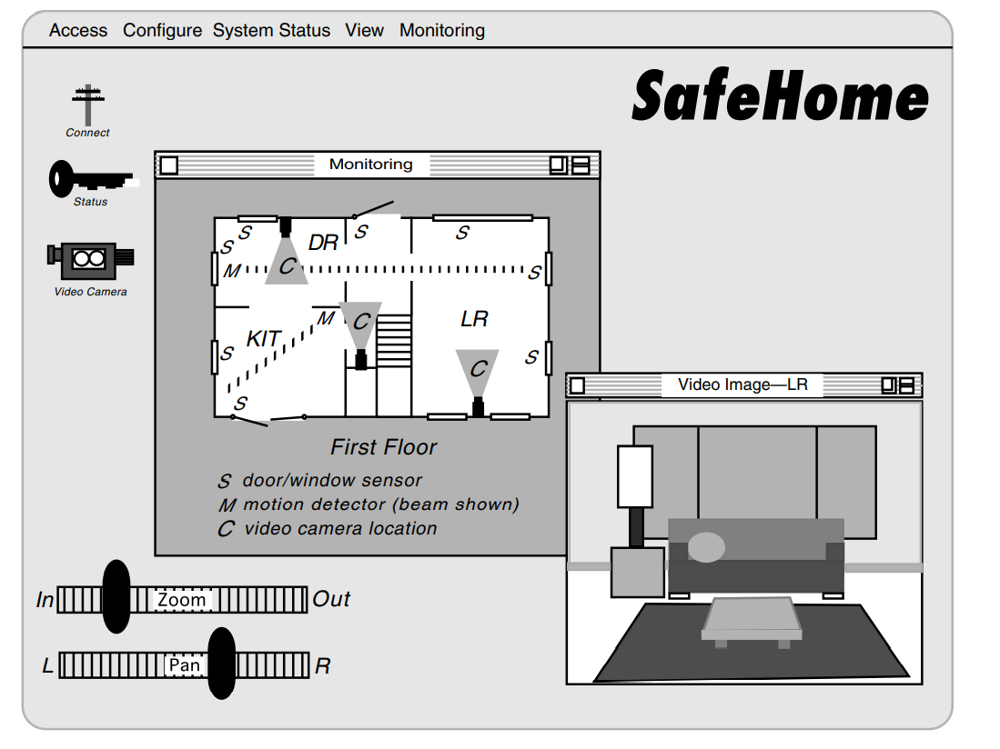 Access Configure System Status View Monitoring
SafeHome
Connect
Status
Video Camera
Monitoring
S S S S
DR
M C S
M C
KIT LR
S C S
S
First Floor
S door/window sensor
M motion detector (beam shown)
C video camera location
Video Image—LR
In Zoom Out
L Pan R